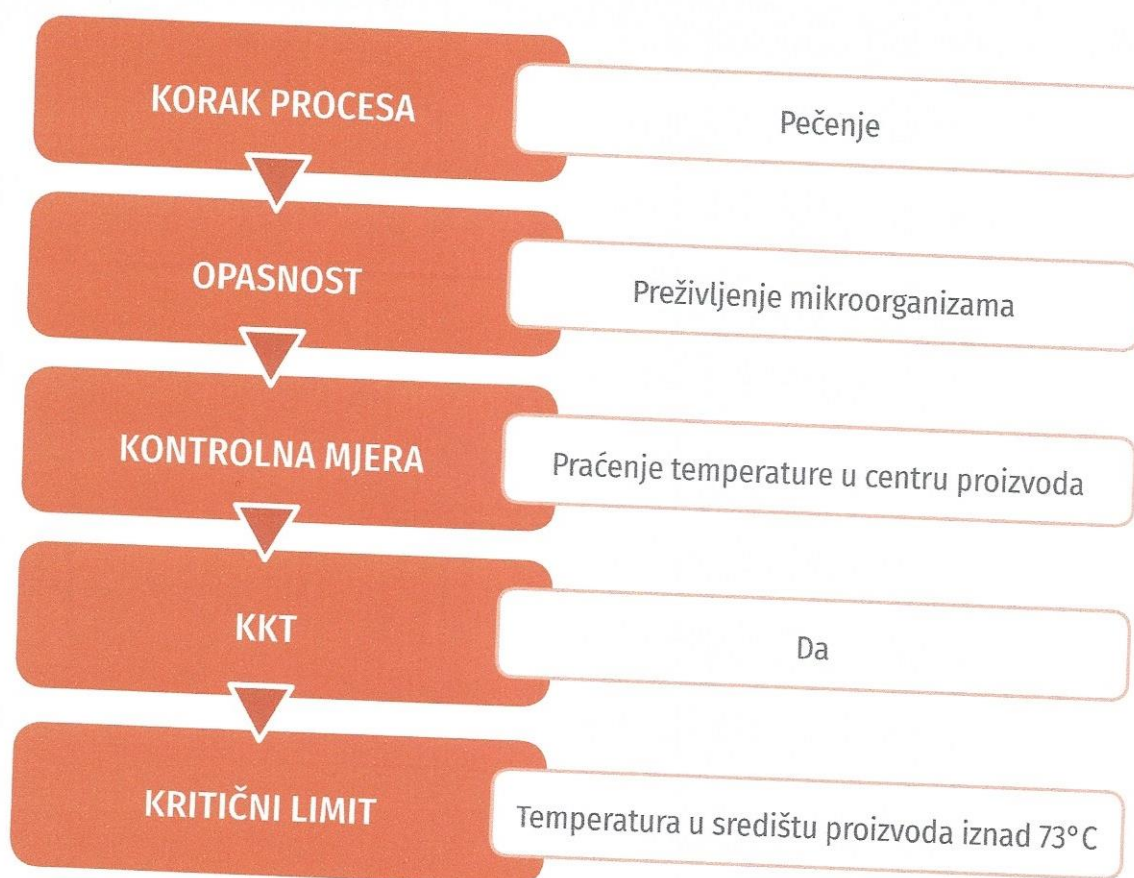 KORAK PROCESA
Pečenje
OPASNOST
Preživljenje mikroorganizama
KONTROLNA MJERA
Praćenje temperature u centru proizvoda
KKT
Da
KRITIČNI LIMIT
Temperatura u središtu proizvoda iznad 73°C